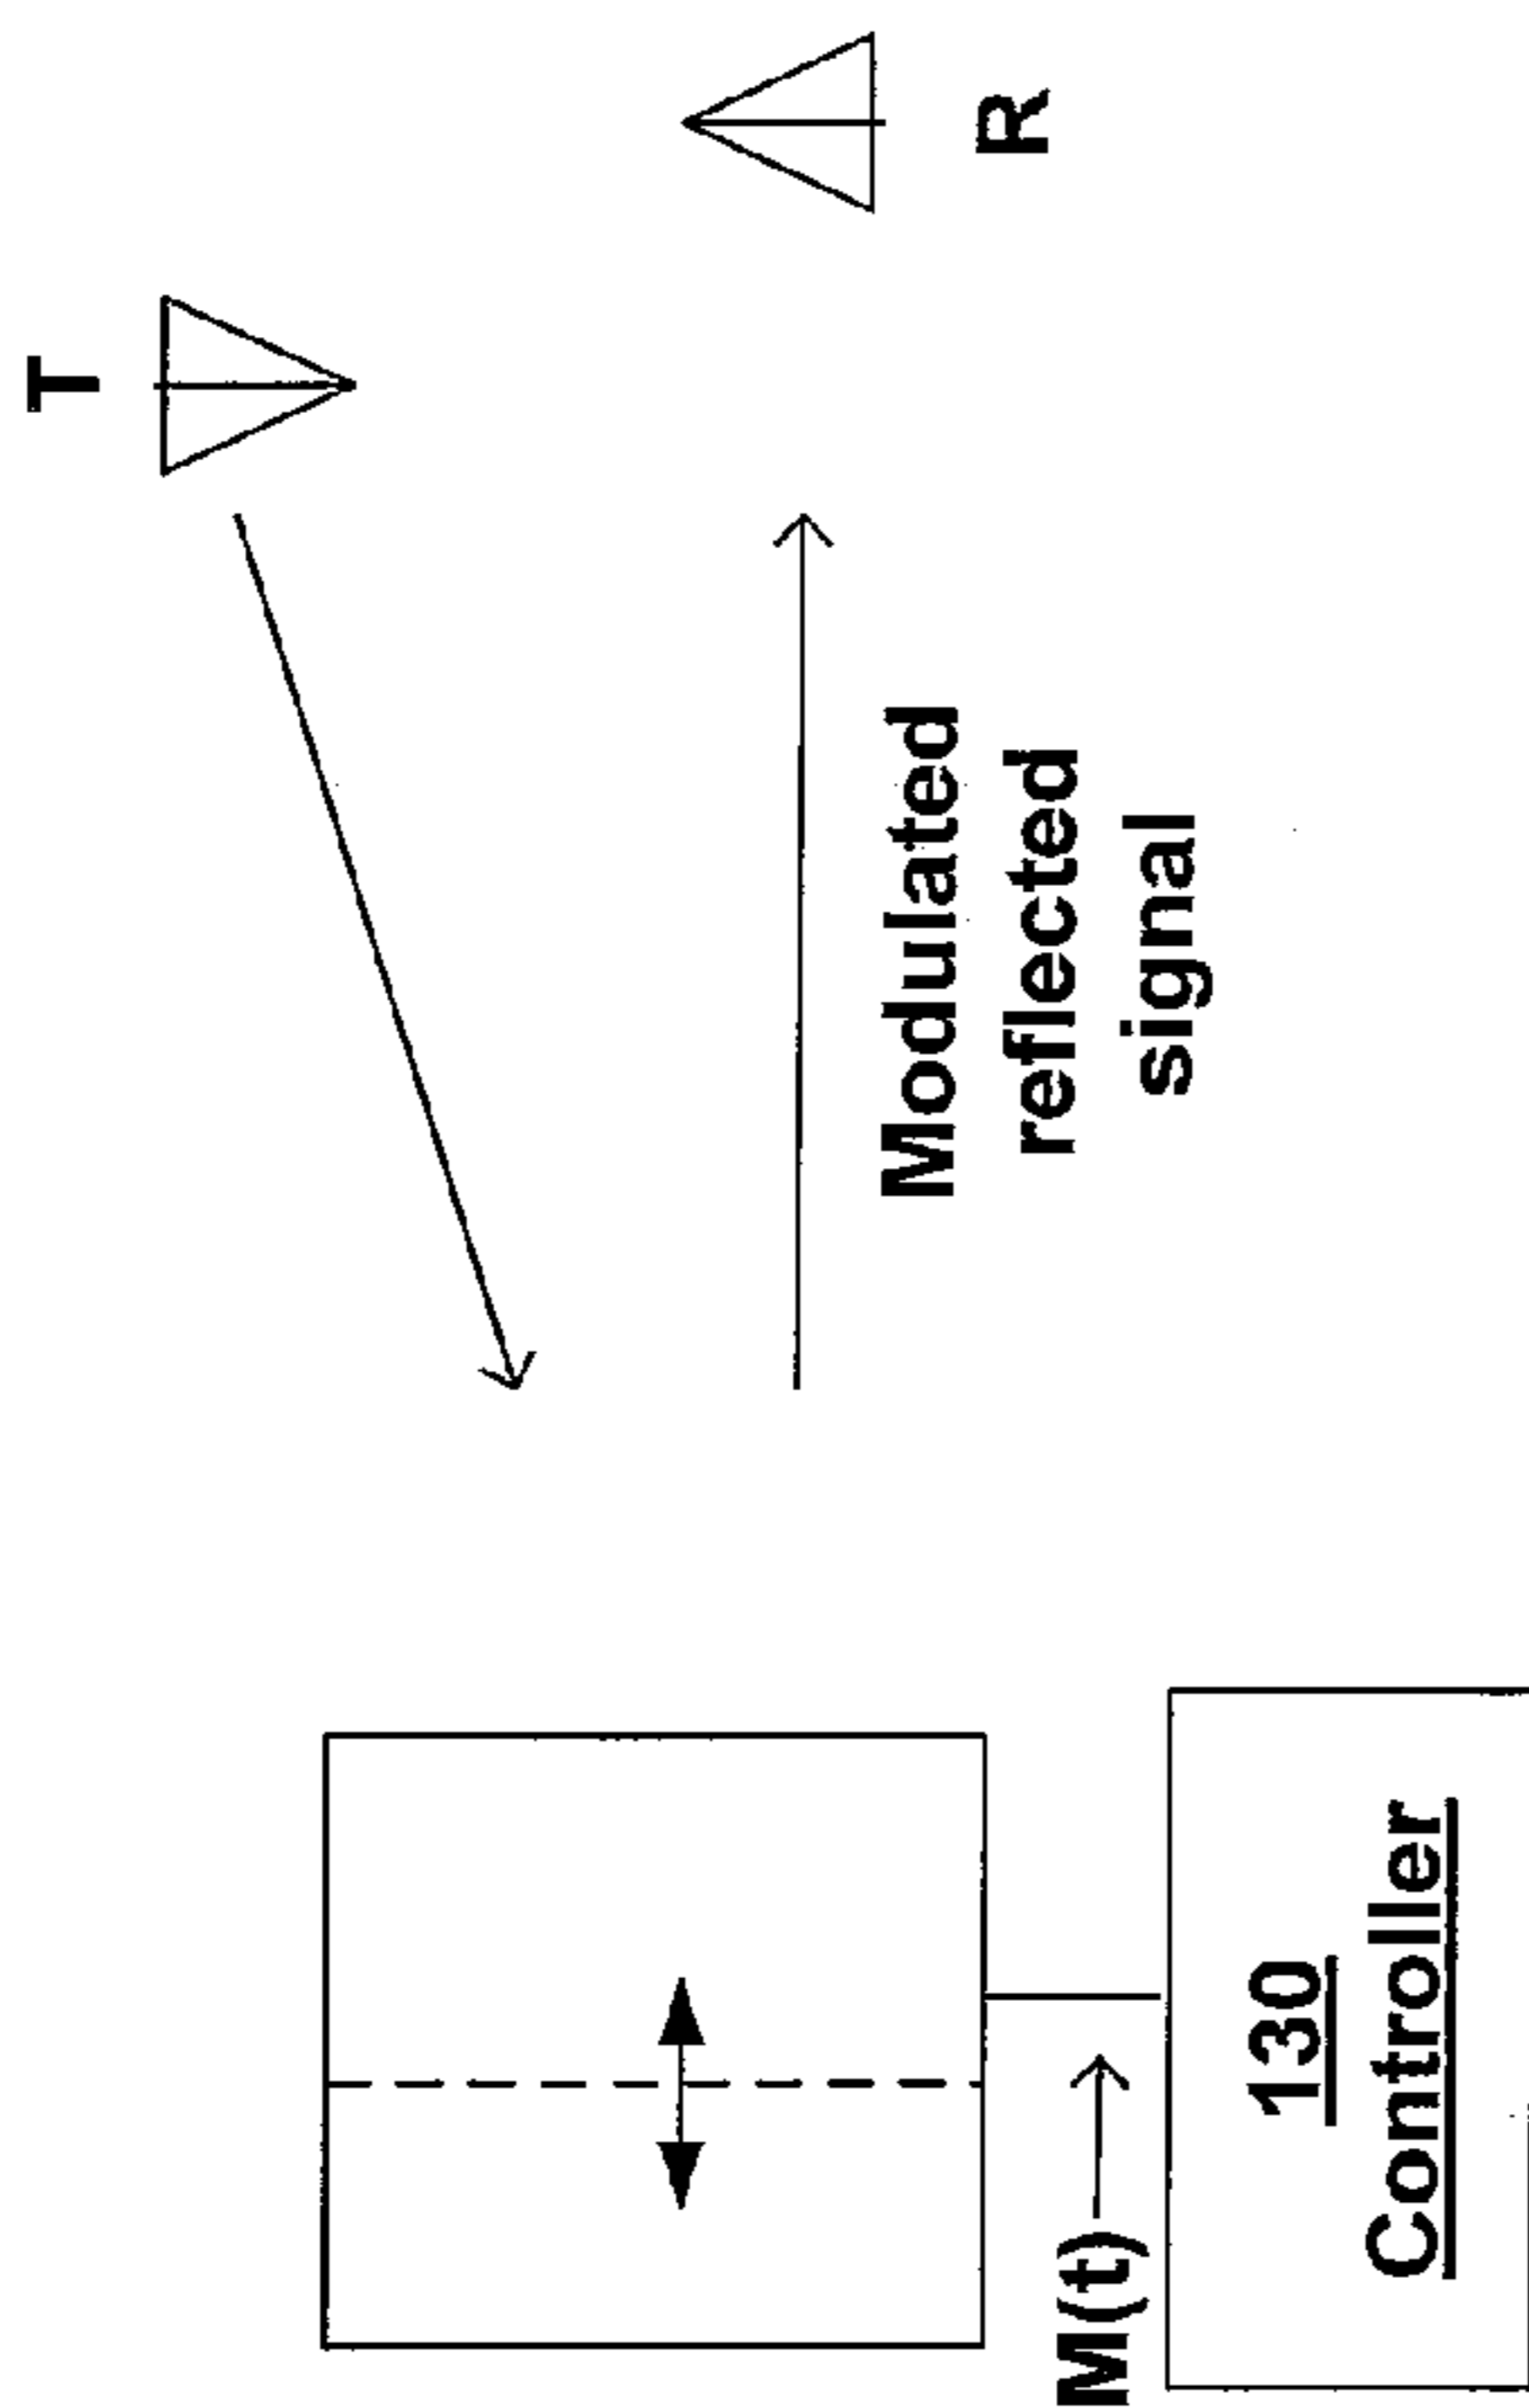 T
R
Modulated
reflected
signal
M(t)
130
Controller